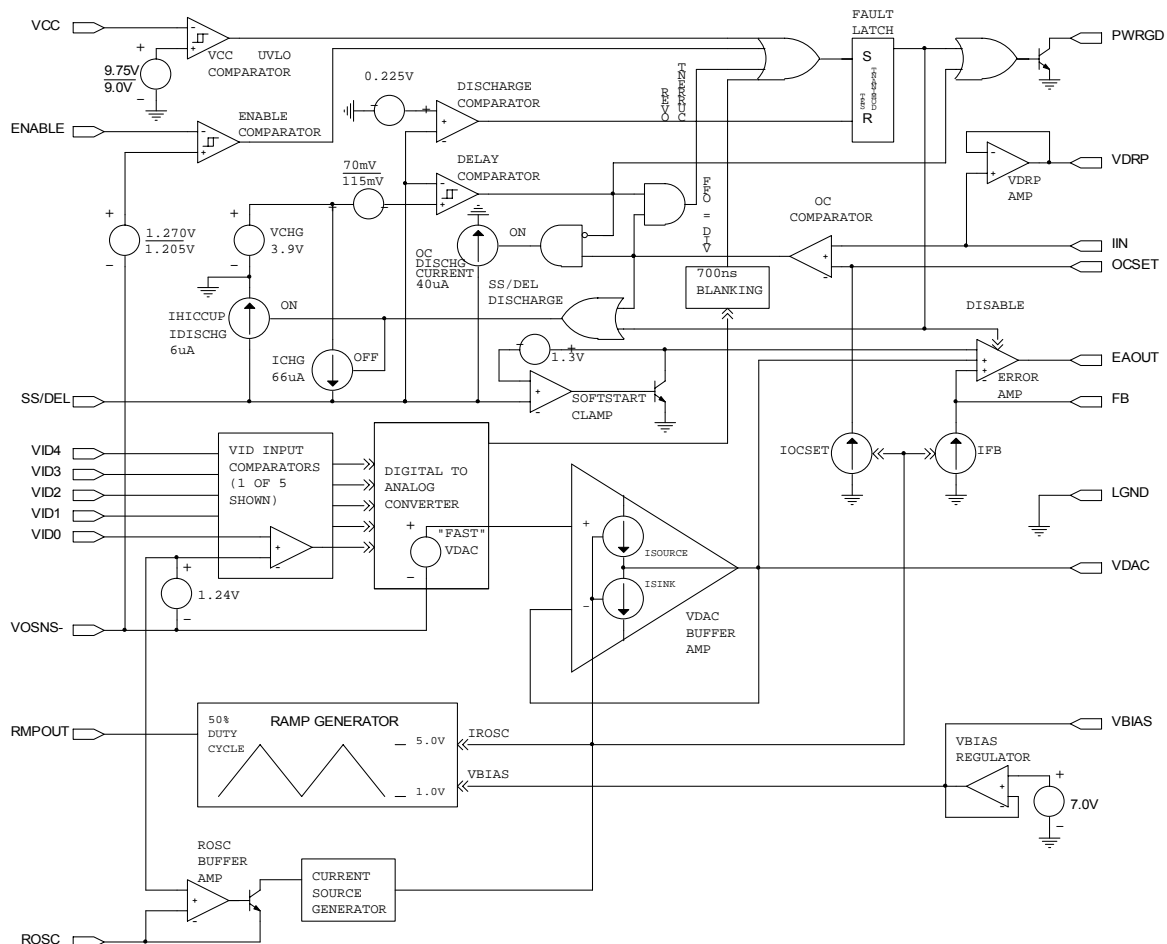 VCC
VCC UVLO
COMPARATOR
9.75V
9.0V
FAULT
LATCH
S
R
PWRGD
0.225V
DISCHARGE
COMPARATOR
OVER
CURRENT
ENABLE
ENABLE
COMPARATOR
70mV
115mV
DELAY
COMPARATOR
VID = OFF
VDRP
AMP
VDRP
OC
COMPARATOR
1.270V
1.205V
VCHG
3.9V
ON
OC
DISCHG
CURRENT
40uA
SS/DEL
DISCHARGE
700ns
BLANKING
IIN
OCSET
DISABLE
IHICCUP
IDISCHG
6uA
ON
ICHG
66uA
OFF
1.3V
SOFTSTART
CLAMP
ERROR
AMP
EAOUT
FB
SS/DEL
VID4
VID3
VID2
VID1
VID0
VID INPUT
COMPARATORS
(1 OF 5
SHOWN)
DIGITAL TO
ANALOG
CONVERTER
"FAST"
VDAC
IOCSET
IFB
LGND
ISOURCE
ISINK
VDAC
BUFFER
AMP
VDAC
1.24V
VOSNS-
RMPOUT
50%
DUTY
CYCLE
RAMP GENERATOR
5.0V
1.0V
IROSC
VBIAS
VBIAS
REGULATOR
VBIAS
7.0V
ROSC
BUFFER
AMP
CURRENT
SOURCE
GENERATOR
ROSC